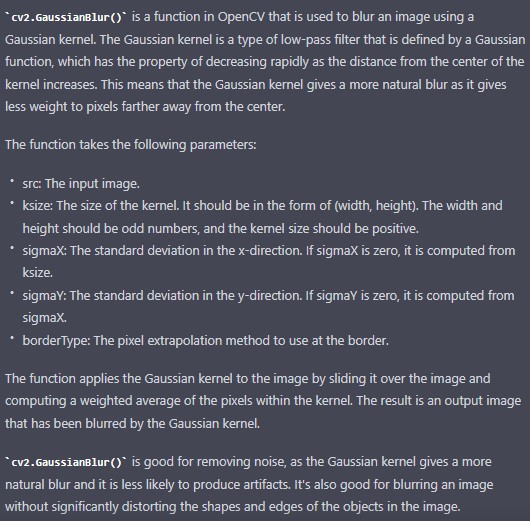 `cv2.GaussianBlur()` is a function in OpenCV that is used to blur an image using a
Gaussian kernel. The Gaussian kernel is a type of low-pass filter that is defined by a Gaussian
function, which has the property of decreasing rapidly as the distance from the center of the
kernel increases. This means that the Gaussian kernel gives a more natural blur as it gives
less weight to pixels farther away from the center.
The function takes the following parameters:
• src: The input image.
• ksize: The size of the kernel. It should be in the form of (width, height). The width and
height should be odd numbers, and the kernel size should be positive.
• sigmaX: The standard deviation in the x-direction. If sigmaX is zero, it is computed from
ksize.
• sigmaY: The standard deviation in the y-direction. If sigmaY is zero, it is computed from
sigmaX.
• borderType: The pixel extrapolation method to use at the border.
The function applies the Gaussian kernel to the image by sliding it over the image and
computing a weighted average of the pixels within the kernel. The result is an output image
that has been blurred by the Gaussian kernel.
`cv2.GaussianBlur()` is good for removing noise, as the Gaussian kernel gives a more
natural blur and it is less likely to produce artifacts. It's also good for blurring an image
without significantly distorting the shapes and edges of the objects in the image.